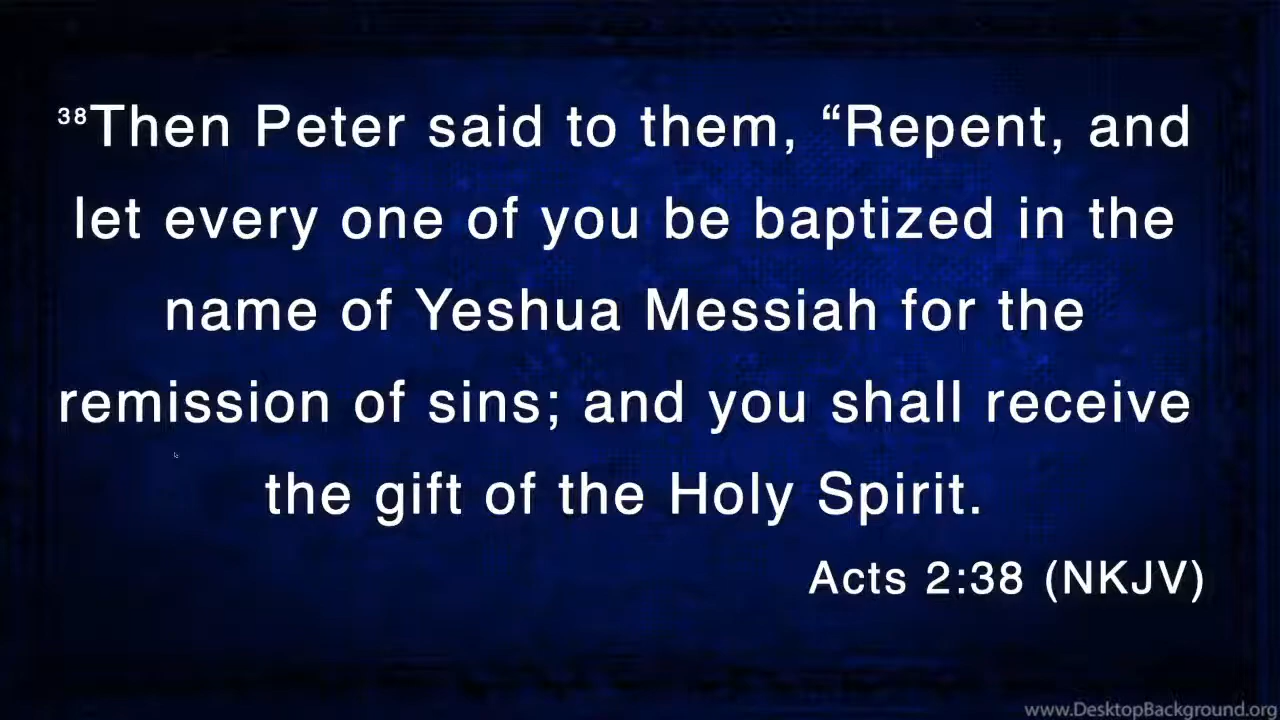 ³⁸Then Peter said to them, “Repent, and
let every one of you be baptized in the
name of Yeshua Messiah for the
remission of sins; and you shall receive
the gift of the Holy Spirit.
Acts 2:38 (NKJV)
www.DesktopBackground.org